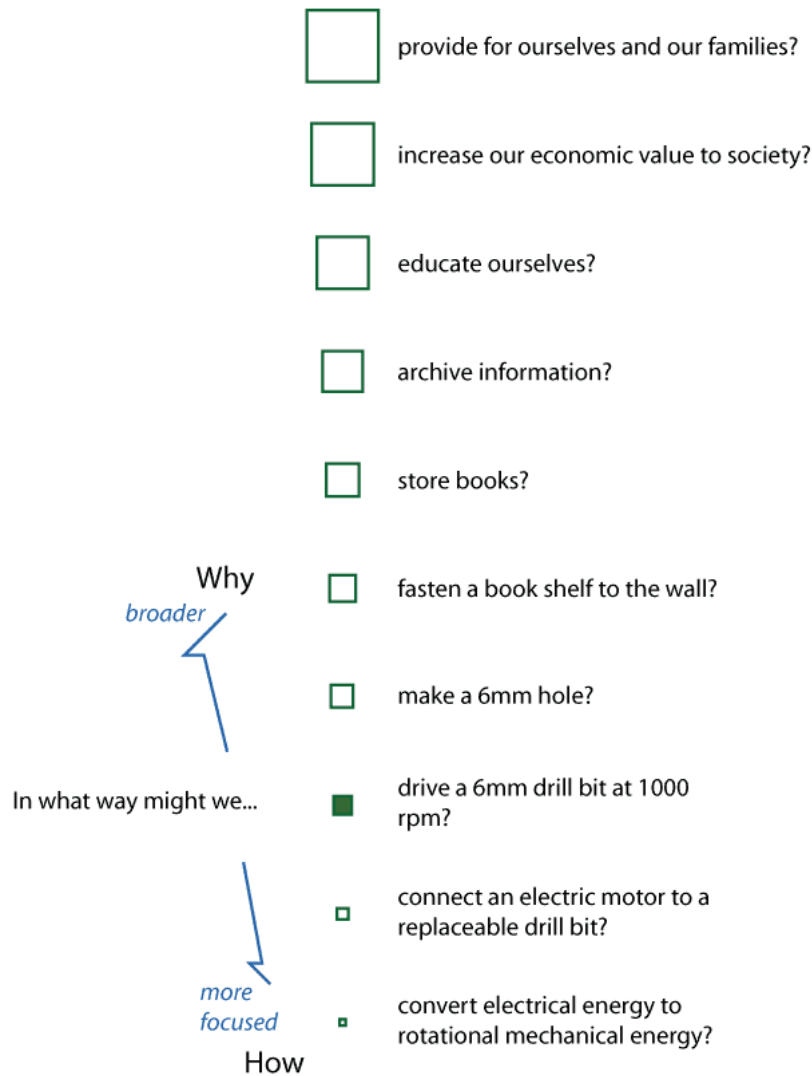 provide for ourselves and our families?
increase our economic value to society?
educate ourselves?
archive information?
store books?
Why
broader
fasten a book shelf to the wall?
make a 6mm hole?
In what way might we...
drive a 6mm drill bit at 1000
rpm?
connect an electric motor to a
replaceable drill bit?
more
focused
How
convert electrical energy to
rotational mechanical energy?